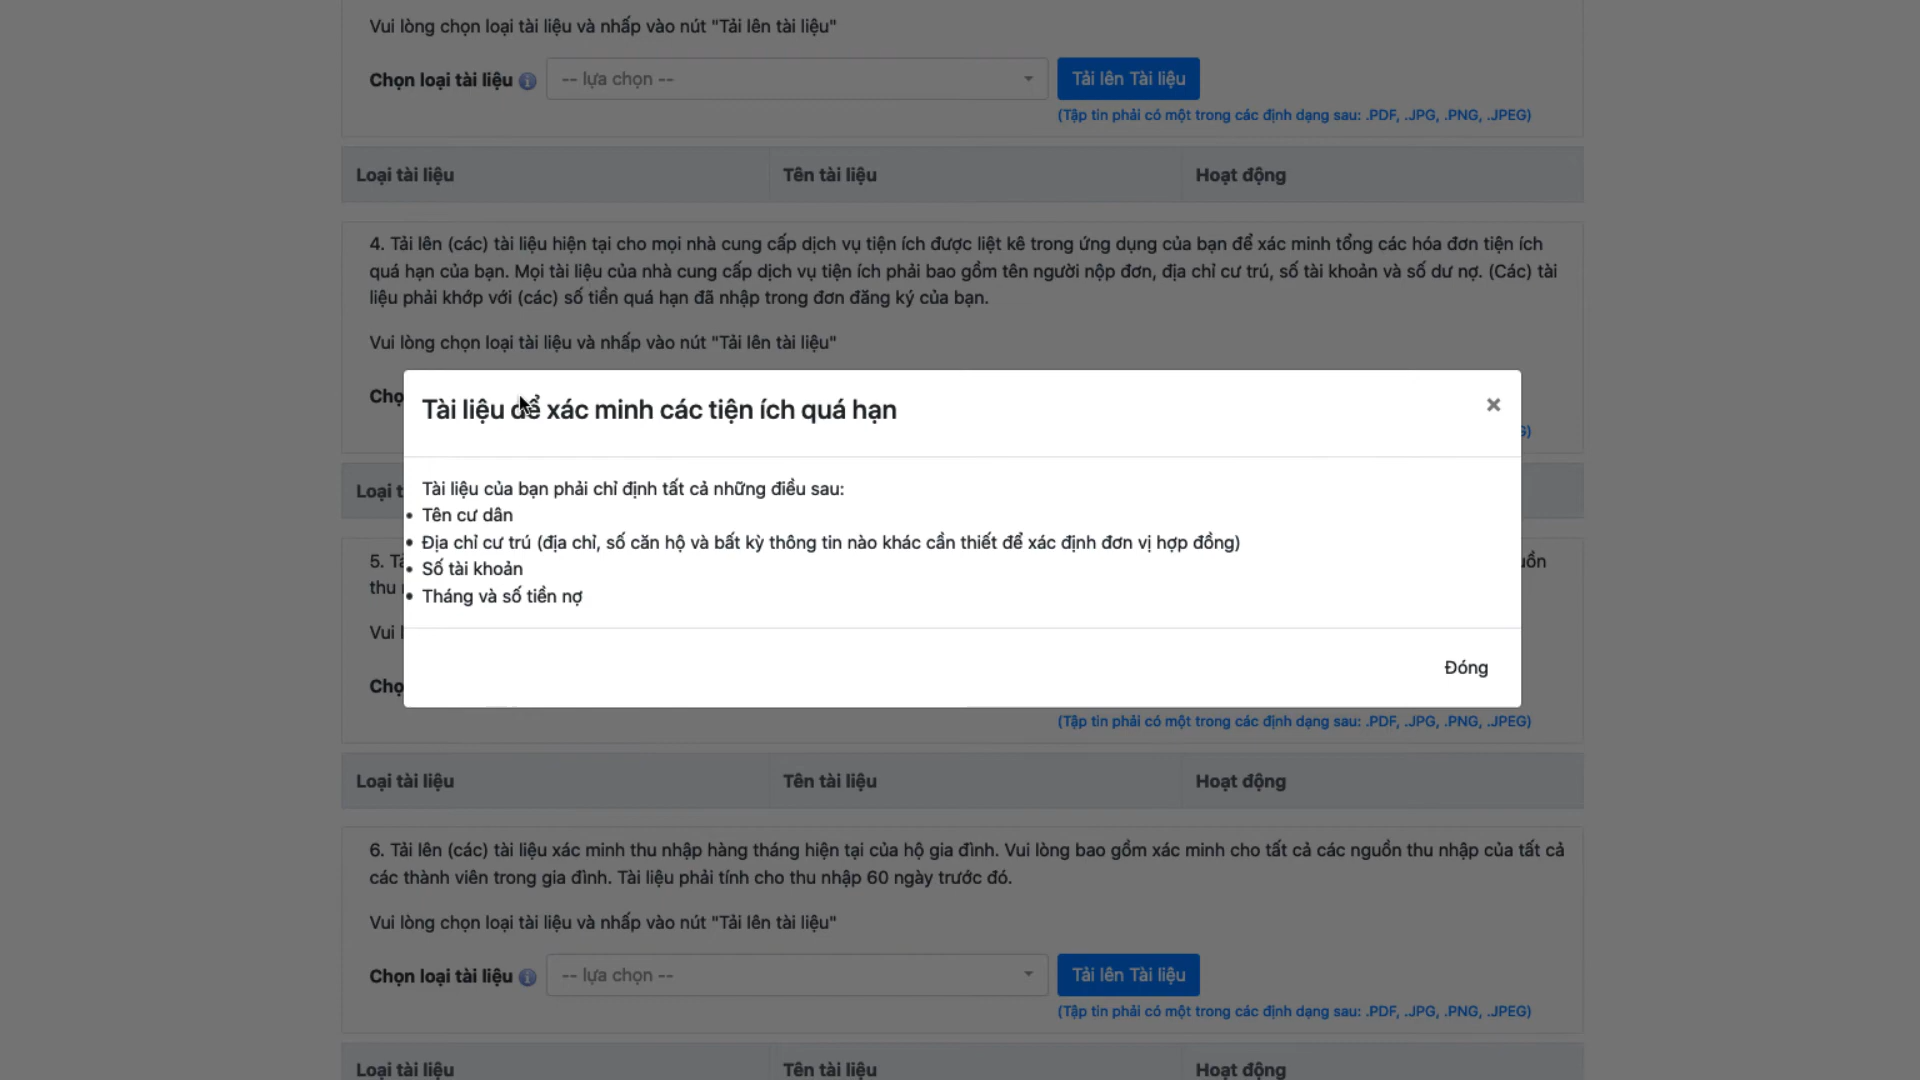 Vui lòng chọn loại tài liệu và nhấp vào nút "Tải lên tài liệu"
Chọn loại tài liệu -- lựa chọn -- Tải lên Tài liệu
(Tập tin phải có một trong các định dạng sau: .PDF, .JPG, .PNG, .JPEG)
Loại tài liệu Tên tài liệu Hoạt động
4. Tải lên (các) tài liệu hiện tại cho mọi nhà cung cấp dịch vụ tiện ích được liệt kê trong ứng dụng của bạn để xác minh tổng các hóa đơn tiện ích
quá hạn của bạn. Mọi tài liệu của nhà cung cấp dịch vụ tiện ích phải bao gồm tên người nộp đơn, địa chỉ cư trú, số tài khoản và số dư nợ. (Các) tài
liệu phải khớp với (các) số tiền quá hạn đã nhập trong đơn đăng ký của bạn.
Vui lòng chọn loại tài liệu và nhấp vào nút "Tải lên tài liệu"
Tài liệu để xác minh các tiện ích quá hạn ×
Tài liệu của bạn phải chỉ định tất cả những điều sau:
• Tên cư dân
• Địa chỉ cư trú (địa chỉ, số căn hộ và bất kỳ thông tin nào khác cần thiết để xác định đơn vị hợp đồng)
• Số tài khoản
• Tháng và số tiền nợ
Đóng
(Tập tin phải có một trong các định dạng sau: .PDF, .JPG, .PNG, .JPEG)
Loại tài liệu Tên tài liệu Hoạt động
6. Tải lên (các) tài liệu xác minh thu nhập hàng tháng hiện tại của hộ gia đình. Vui lòng bao gồm xác minh cho tất cả các nguồn thu nhập của tất cả
các thành viên trong gia đình. Tài liệu phải tính cho thu nhập 60 ngày trước đó.
Vui lòng chọn loại tài liệu và nhấp vào nút "Tải lên tài liệu"
Chọn loại tài liệu -- lựa chọn -- Tải lên Tài liệu
(Tập tin phải có một trong các định dạng sau: .PDF, .JPG, .PNG, .JPEG)
Loại tài liệu Tên tài liệu Hoạt động